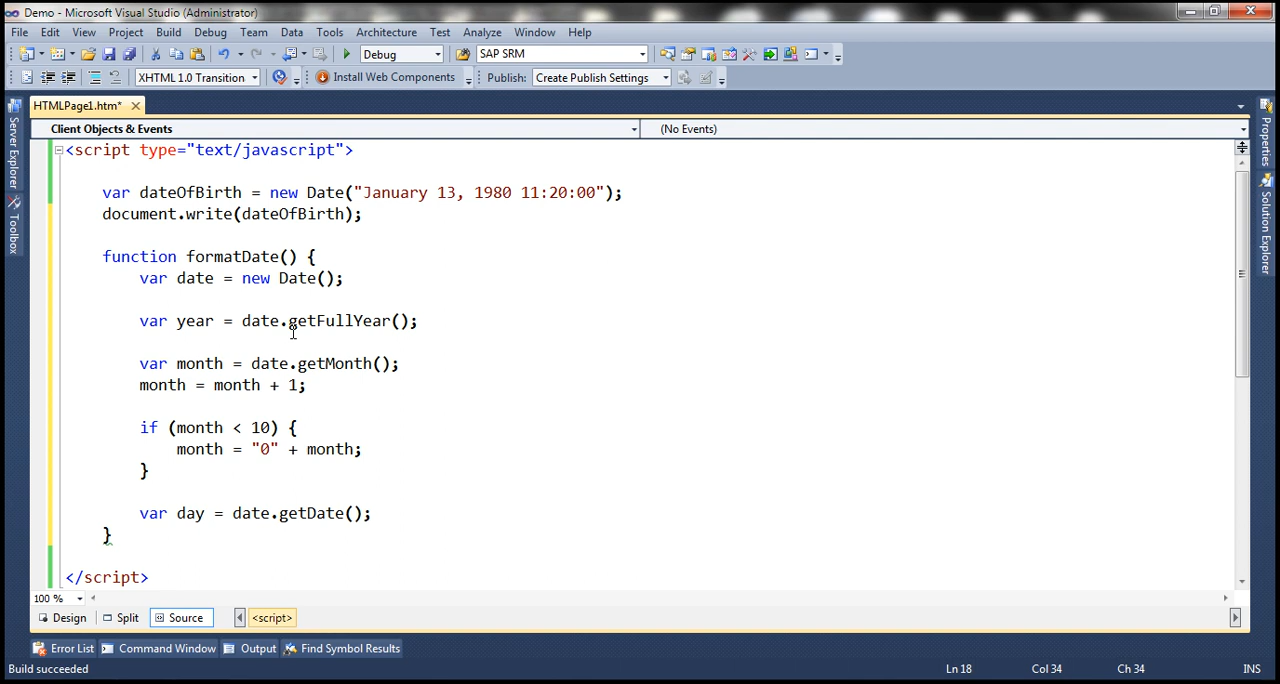 Demo - Microsoft Visual Studio (Administrator)
File Edit View Project Build Debug Team Data Tools Architecture Test Analyze Window Help
Debug SAP SRM
XHTML 1.0 Transition Install Web Components Publish: Create Publish Settings
HTMLPage1.htm*
Client Objects & Events (No Events)
Server Explorer
Toolbox
Properties
Solution Explorer
<script type="text/javascript">
var dateOfBirth = new Date("January 13, 1980 11:20:00");
document.write(dateOfBirth);
function formatDate() {
var date = new Date();
var year = date.getFullYear();
var month = date.getMonth();
month = month + 1;
if (month < 10) {
month = "0" + month;
}
var day = date.getDate();
}
</script>
100 %
Design Split Source <script>
Error List Command Window Output Find Symbol Results
Build succeeded Ln 18 Col 34 Ch 34 INS